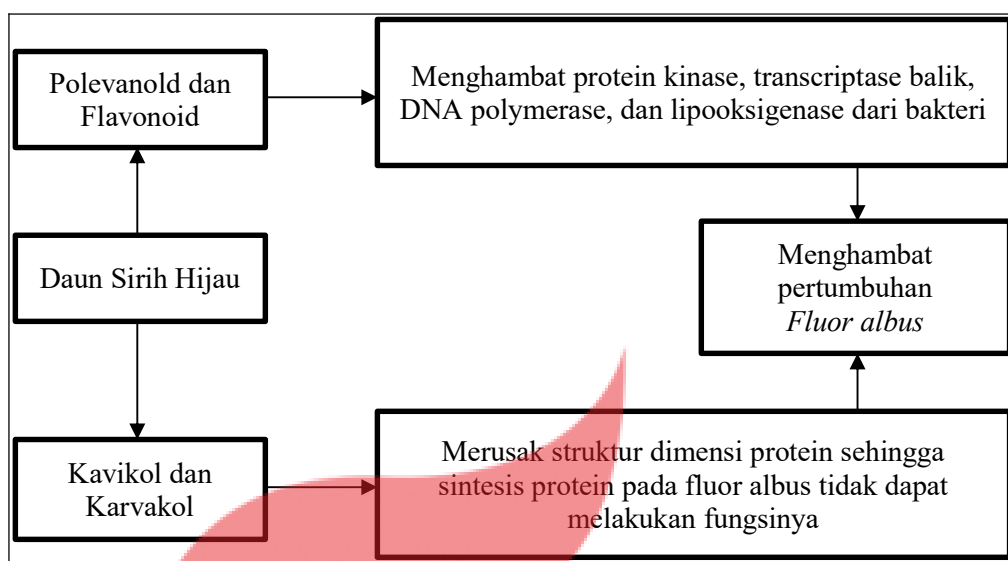 Polevanold dan
Flavonoid
Menghambat protein kinase, transcriptase balik,
DNA polymerase, dan lipooksigenase dari bakteri
Daun Sirih Hijau
Menghambat
pertumbuhan
Fluor albus
Kavikol dan
Karvakol
Merusak struktur dimensi protein sehingga
sintesis protein pada fluor albus tidak dapat
melakukan fungsinya